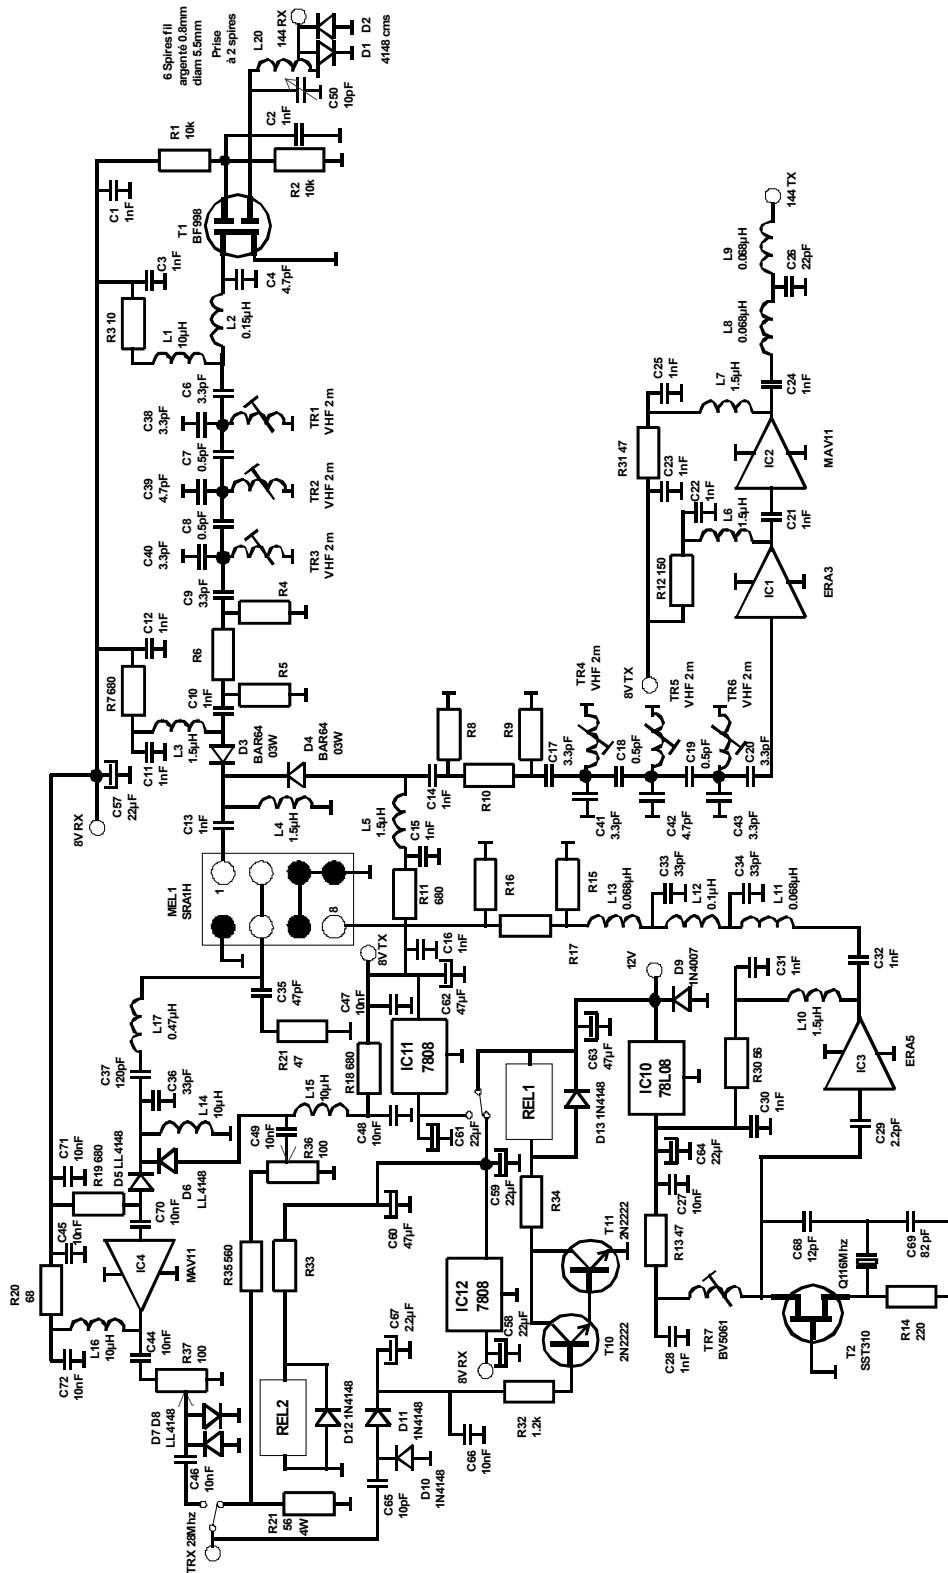 6 Spires fil
argenté 0.8mm
diam 5.5mm
Prise
à 2 spires
L20
144 RX
D1 D2
4148 cms
C50
10pF
R1
10k
C2
1nF
R2
10k
C1
1nF
T1
BF998
C3
1nF
C4
4.7pF
R3 10
L1
10µH
L2
0.15µH
C6
3.3pF
C38
3.3pF
TR1
VHF 2m
C7
0.5pF
C39
4.7pF
TR2
VHF 2m
C8
0.5pF
C40
3.3pF
TR3
VHF 2m
C9
3.3pF
R4
R6
R5
C12
1nF
R7 680
C10
1nF
C11
1nF
L3
1.5µH
D3
BAR64
03W
D4
BAR64
03W
C57
22µF
8V RX
C13
1nF
L4
1.5µH
MEL1
SRA1H
1
8
L5
1.5µH
C14
1nF
C15
1nF
R11
680
C16
1nF
R8
R10
R9
C17
3.3pF
TR4
VHF 2m
C41
3.3pF
C18
0.5pF
TR5
VHF 2m
C42
4.7pF
C19
0.5pF
TR6
VHF 2m
C43
3.3pF
C20
3.3pF
8V TX
R12 150
C22
1nF
L6
1.5µH
IC1
ERA3
C21
1nF
R31 47
C23
1nF
C25
1nF
L7
1.5µH
IC2
MAV11
C24
1nF
L8
0.068µH
L9
0.068µH
C26
22pF
144 TX
R16
R15
R17
L13
0.068µH
C33
33pF
L12
0.1µH
C34
33pF
L11
0.068µH
C32
1nF
L10
1.5µH
C31
1nF
IC3
ERA5
R30 56
C30
1nF
C29
2.2pF
L17
0.47µH
C35
47pF
R21
47
C37
120pF
C36
33pF
L14
10µH
L15
10µH
8V TX
C47
10nF
R18 680
IC11
7808
C62
47µF
C48
10nF
C61
22µF
C49
10nF
R36
100
C71
10nF
R19 680
D5 LL4148
D6
LL4148
C70
10nF
C45
10nF
IC4
MAV11
R20
68
L16
10µH
C72
10nF
C44
10nF
R37
100
D7 D8
LL4148
C46
10nF
TRX 28Mhz
R21
56
4W
R35 560
R33
C60
47µF
REL2
D12 1N4148
C67
2.2µF
D11
1N4148
C65
10pF
D10
1N4148
C66
10nF
8V RX
C58
22µF
IC12
7808
C59
22µF
REL1
D13 1N4148
C63
47µF
R34
T11
2N2222
T10
2N2222
R32
1.2k
12V
D9
1N4007
IC10
78L08
C64
22µF
C27
10nF
R13 47
C28
1nF
TR7
BV5061
T2
SST310
C68
12pF
Q116Mhz
C69
82pF
R14
220